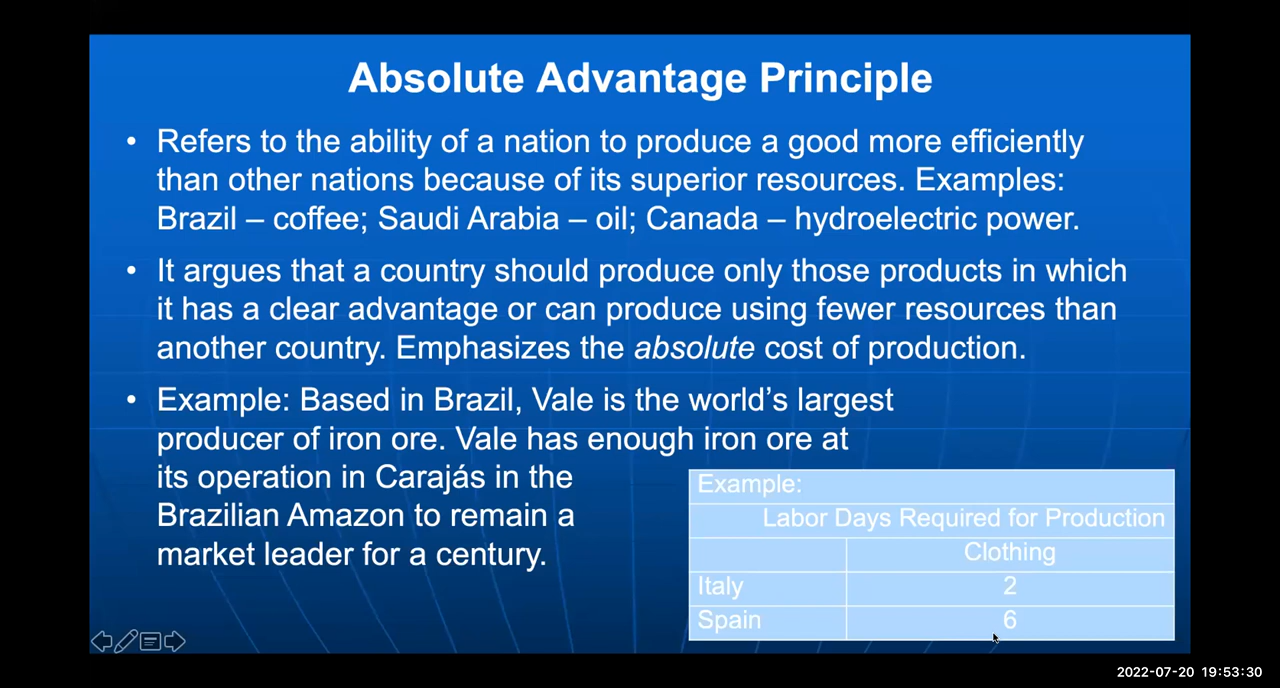 Absolute Advantage Principle
• Refers to the ability of a nation to produce a good more efficiently
than other nations because of its superior resources. Examples:
Brazil – coffee; Saudi Arabia – oil; Canada – hydroelectric power.
• It argues that a country should produce only those products in which
it has a clear advantage or can produce using fewer resources than
another country. Emphasizes the absolute cost of production.
• Example: Based in Brazil, Vale is the world’s largest
producer of iron ore. Vale has enough iron ore at
its operation in Carajás in the
Brazilian Amazon to remain a
market leader for a century.
Example:
Labor Days Required for Production
Clothing
Italy 2
Spain 6
2022-07-20 19:53:30